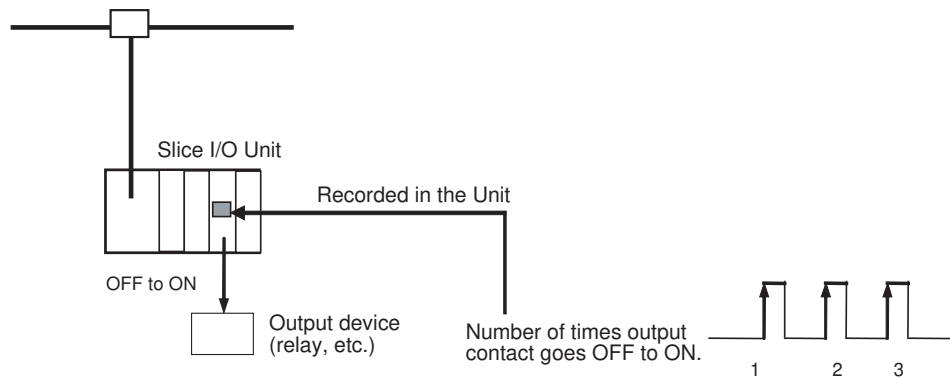 Slice I/O Unit
Recorded in the Unit
OFF to ON
Output device
(relay, etc.)
Number of times output
contact goes OFF to ON.
1 2 3